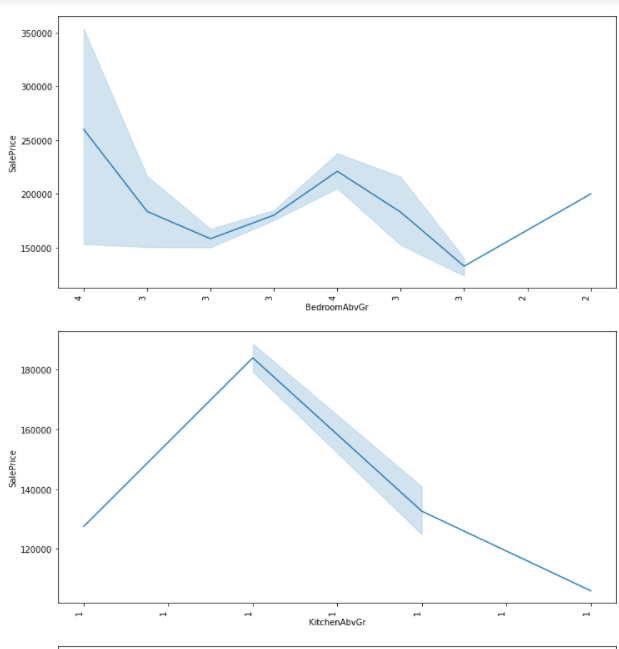 350000
300000
250000
200000
150000
SalePrice
4 3 3 3 4 3 3 2 2
BedroomAbvGr
180000
160000
140000
120000
SalePrice
1 1 1 1 1 1 1
KitchenAbvGr